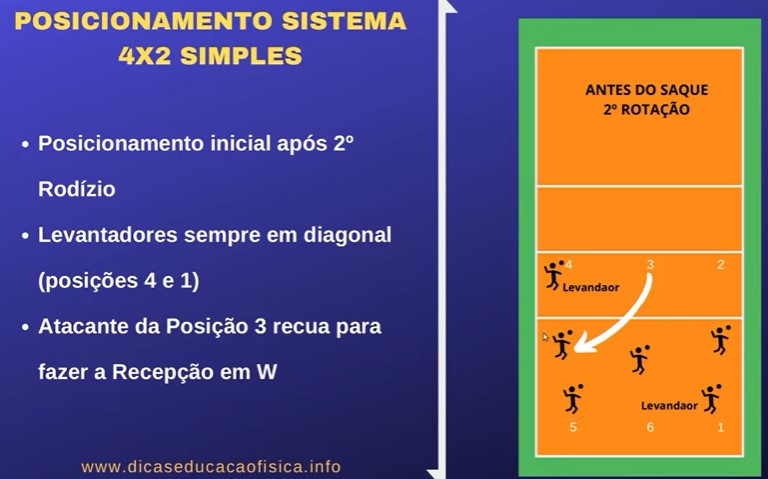 POSICIONAMENTO SISTEMA
4X2 SIMPLES
• Posicionamento inicial após 2º
Rodízio
• Levantadores sempre em diagonal
(posições 4 e 1)
• Atacante da Posição 3 recua para
fazer a Recepção em W
www.dicaseducacaofisica.info
ANTES DO SAQUE
2º ROTAÇÃO
4 3 2
Levandaor
Levandaor
5 6 1